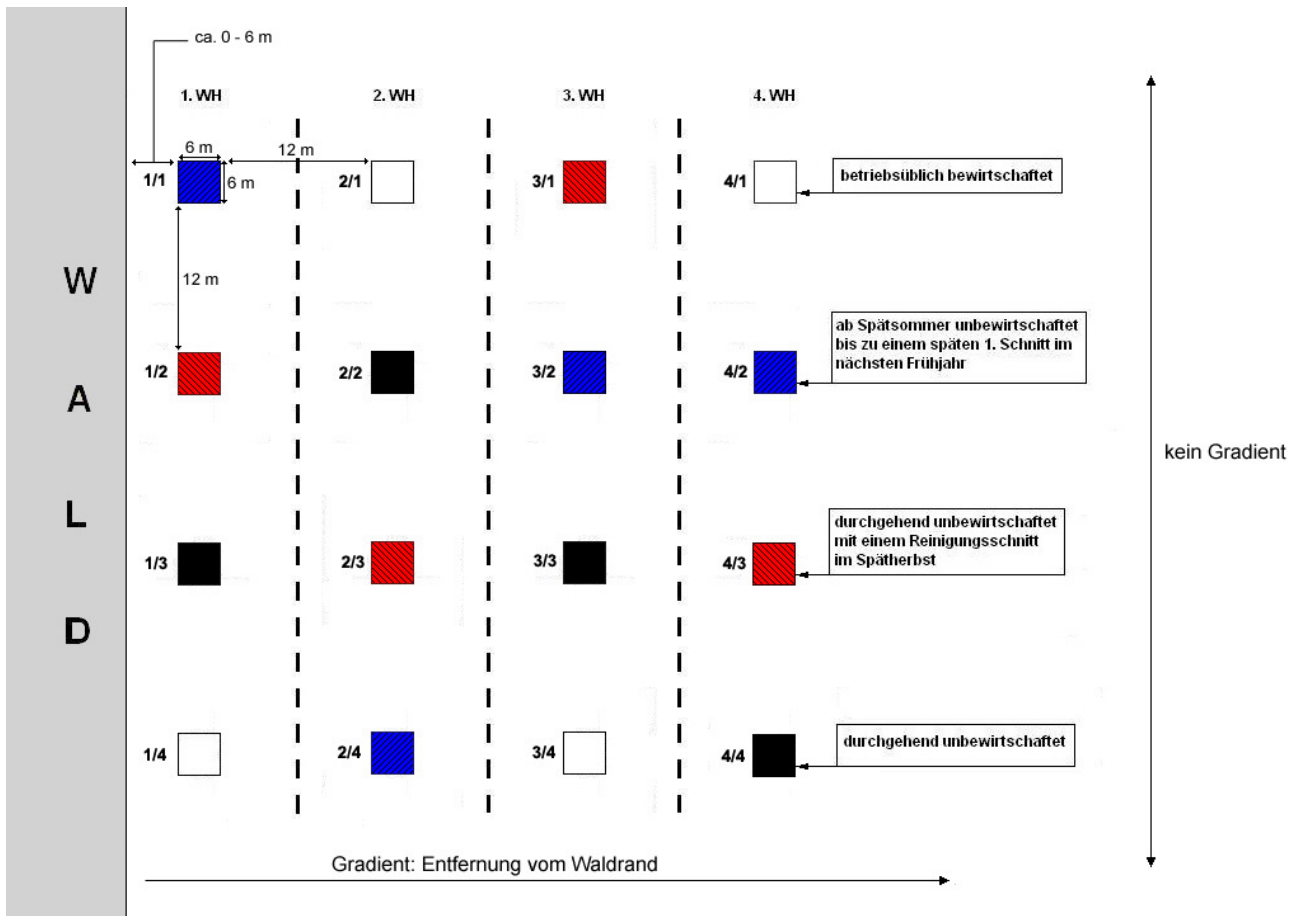 ca. 0 - 6 m
1. WH
2. WH
3. WH
4. WH
6 m
12 m
1/1
6 m
2/1
3/1
4/1
betriebsüblich bewirtschaftet
12 m
W
A
L
D
1/2
2/2
3/2
4/2
ab Spätsommer unbewirtschaftet
bis zu einem späten 1. Schnitt im
nächsten Frühjahr
kein Gradient
1/3
2/3
3/3
4/3
durchgehend unbewirtschaftet
mit einem Reinigungsschnitt
im Spätherbst
1/4
2/4
3/4
4/4
durchgehend unbewirtschaftet
Gradient: Entfernung vom Waldrand